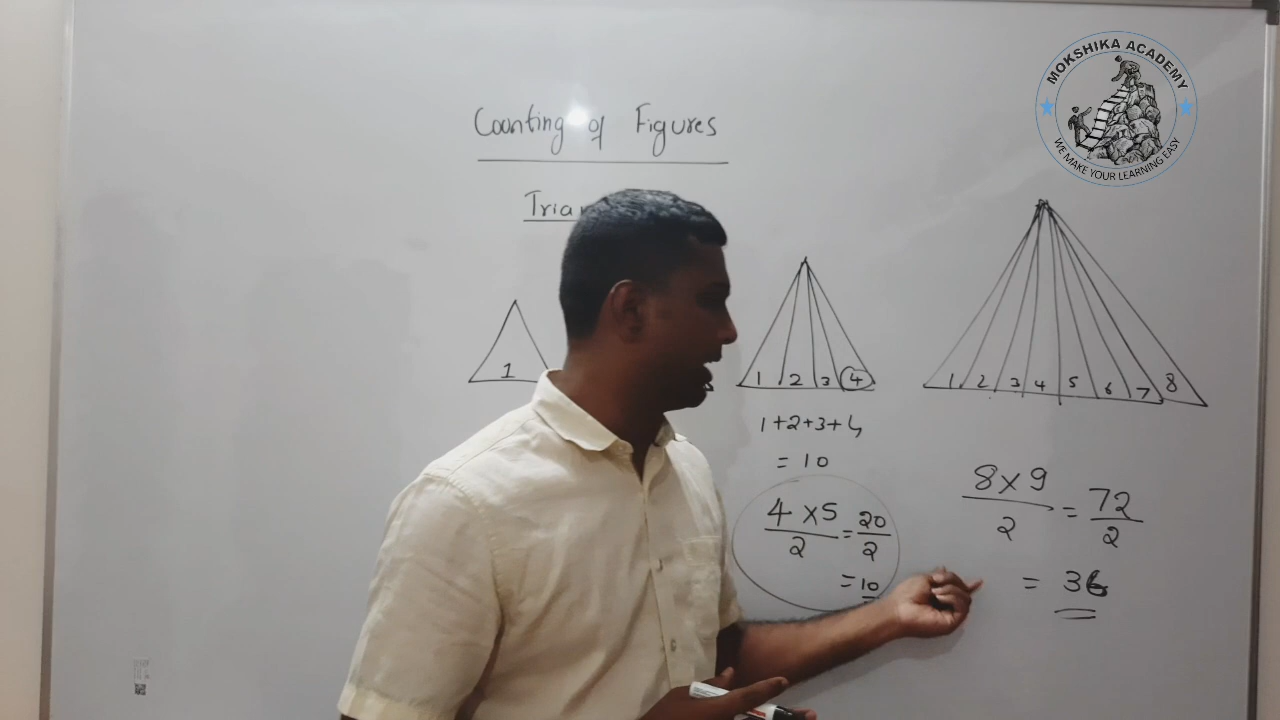 MOKSHIKA ACADEMY
WE MAKE YOUR LEARNING EASY
Counting of Figures
1
1 2 3 4
1+2+3+4
= 10
4 x 5 / 2 = 20 / 2
= 10
1 2 3 4 5 6 7 8
8 x 9 / 2 = 72 / 2
= 36